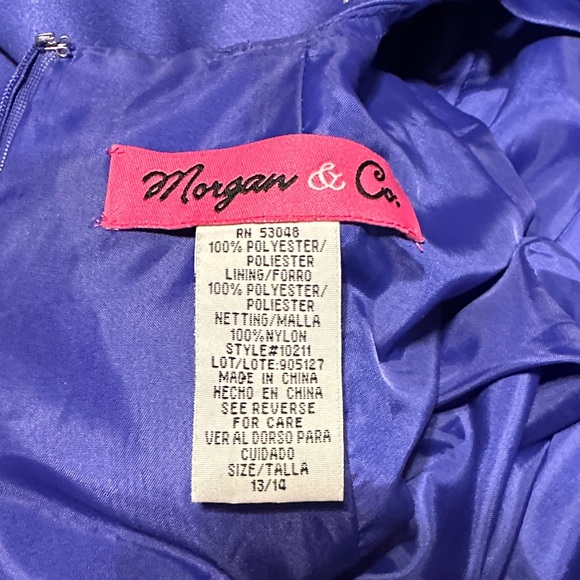 Morgan & Co.
RN 53048
100% POLYESTER/
POLIESTER
LINING/FORRO
100% POLYESTER/
POLIESTER
NETTING/MALLA
100%NYLON
STYLE#10211
LOT/LOTE:905127
MADE IN CHINA
HECHO EN CHINA
SEE REVERSE
FOR CARE
VER AL DORSO PARA
CUIDADO
SIZE/TALLA
13/14